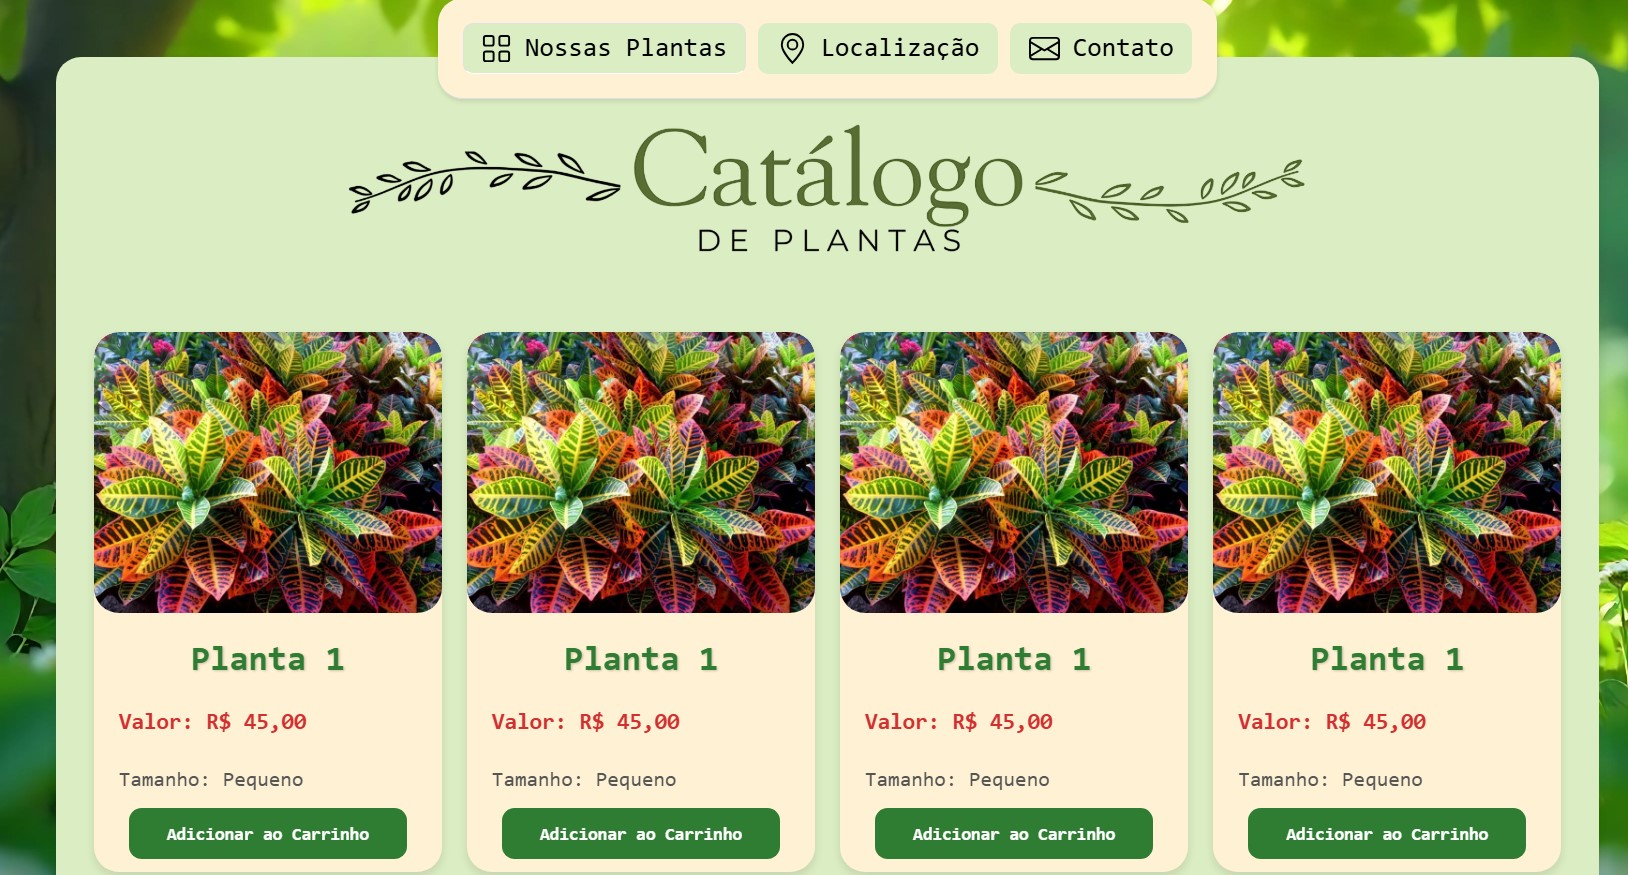 Nossas Plantas Localização Contato
Catálogo
DE PLANTAS
Planta 1 Planta 1 Planta 1 Planta 1
Valor: R$ 45,00 Valor: R$ 45,00 Valor: R$ 45,00 Valor: R$ 45,00
Tamanho: Pequeno Tamanho: Pequeno Tamanho: Pequeno Tamanho: Pequeno
Adicionar ao Carrinho Adicionar ao Carrinho Adicionar ao Carrinho Adicionar ao Carrinho